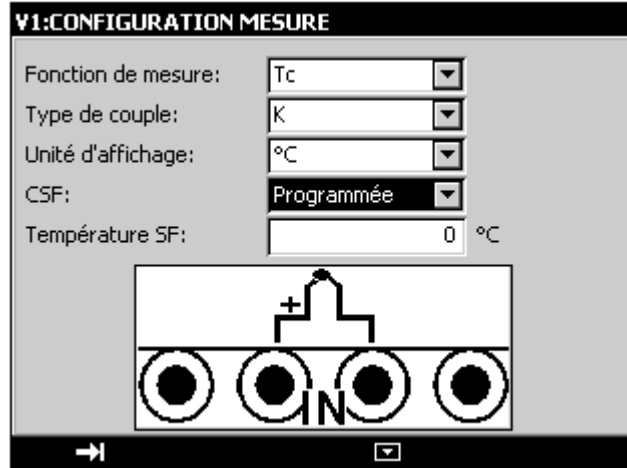 V1:CONFIGURATION MESURE
Fonction de mesure: Tc
Type de couple: K
Unité d'affichage: °C
CSF: Programmée
Température SF: 0 °C
+
IN